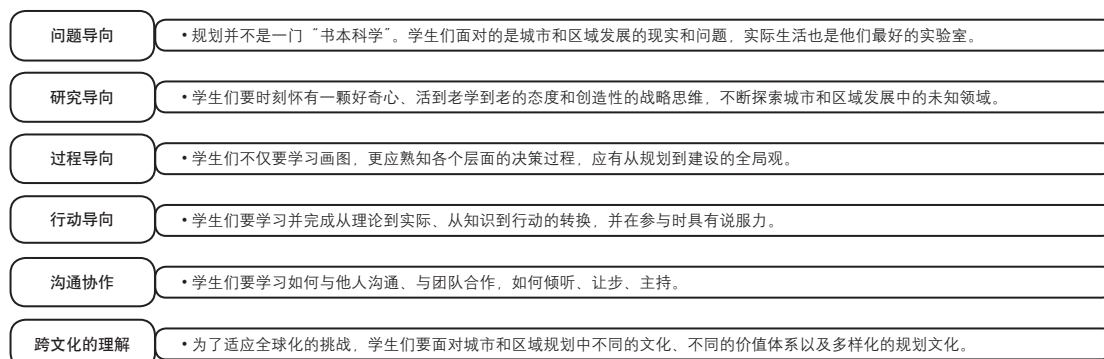 问题导向
•规划并不是一门“书本科学”。学生们面对的是城市和区域发展的现实和问题，实际生活也是他们最好的实验室。
研究导向
•学生们要时刻怀有一颗好奇心、活到老学到老的态度和创造性的战略思维，不断探索城市和区域发展中的未知领域。
过程导向
•学生们不仅要学习画图，更应熟知各个层面的决策过程，应有从规划到建设的全局观。
行动导向
•学生们要学习并完成从理论到实际、从知识到行动的转换，并在参与时具有说服力。
沟通协作
•学生们要学习如何与他人沟通、与团队合作，如何倾听、让步、主持。
跨文化的理解
•为了适应全球化的挑战，学生们要面对城市和区域规划中不同的文化、不同的价值体系以及多样化的规划文化。